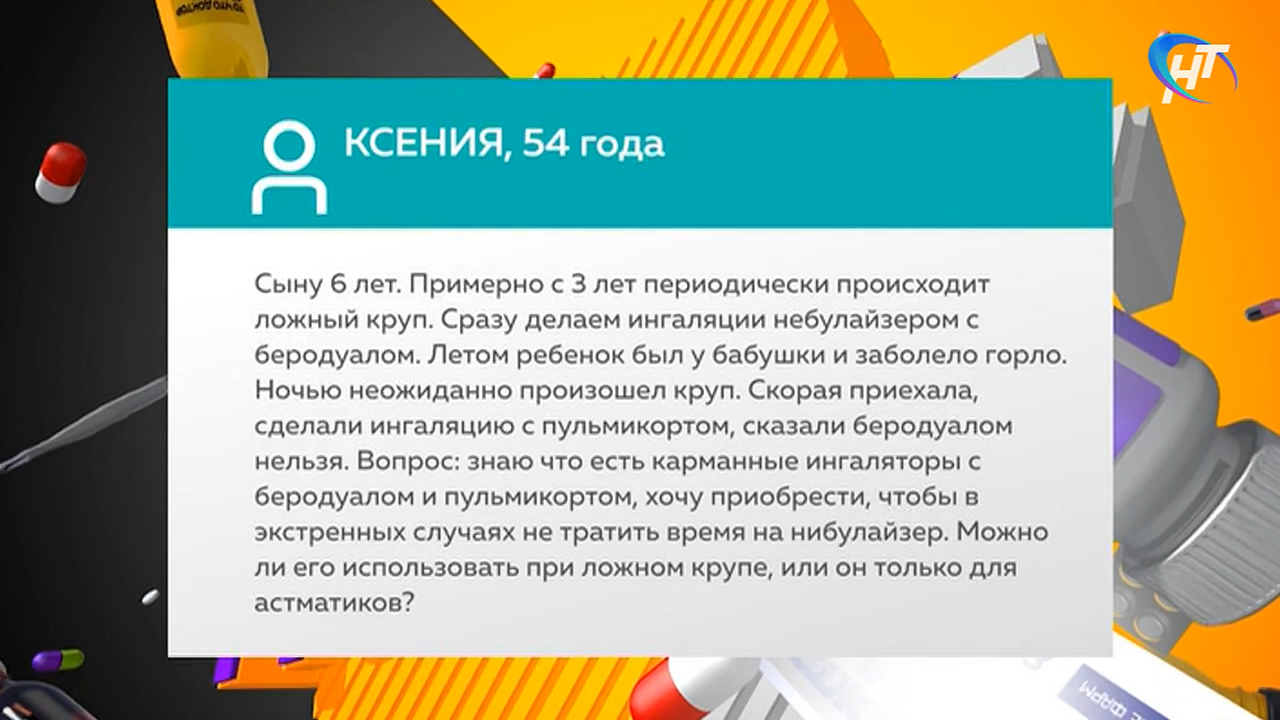 НТ
КСЕНИЯ, 54 года
Сыну 6 лет. Примерно с 3 лет периодически происходит
ложный круп. Сразу делаем ингаляции небулайзером с
беродуалом. Летом ребенок был у бабушки и заболело горло.
Ночью неожиданно произошел круп. Скорая приехала,
сделали ингаляцию с пульмикортом, сказали беродуалом
нельзя. Вопрос: знаю что есть карманные ингаляторы с
беродуалом и пульмикортом, хочу приобрести, чтобы в
экстренных случаях не тратить время на нибулайзер. Можно
ли его использовать при ложном крупе, или он только для
астматиков?